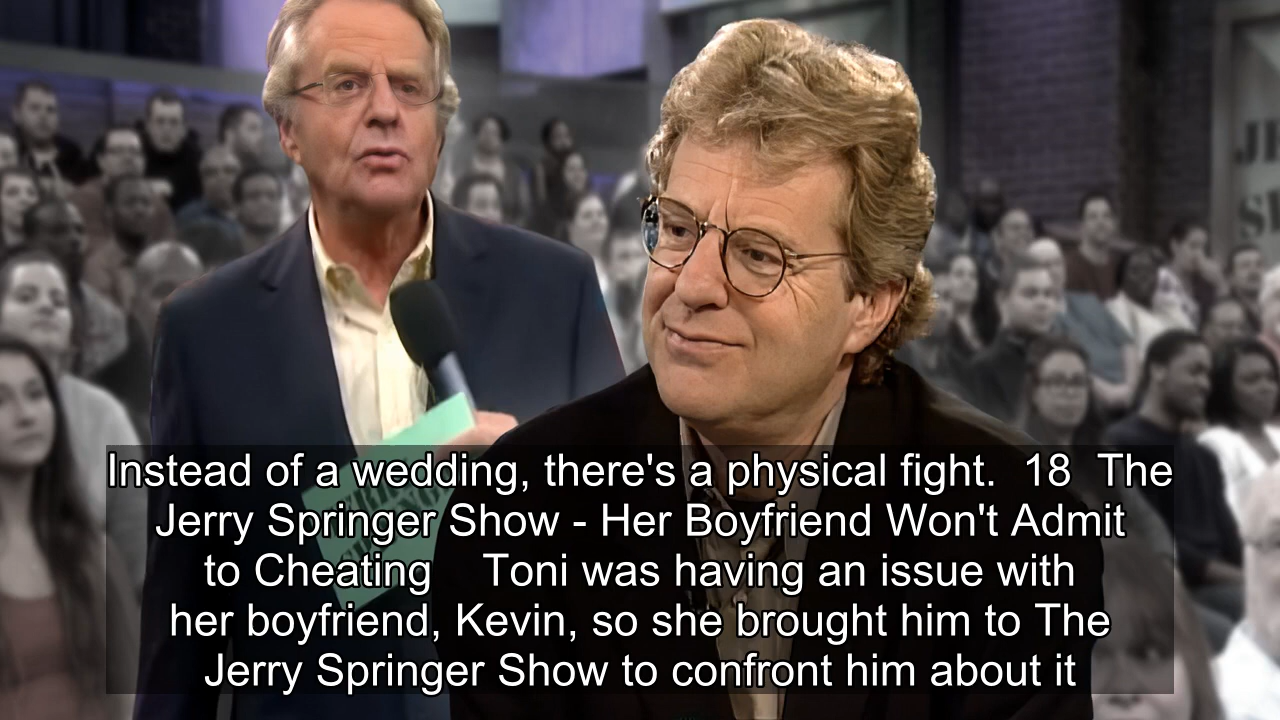 Instead of a wedding, there's a physical fight.  18  The
Jerry Springer Show - Her Boyfriend Won't Admit
to Cheating    Toni was having an issue with
her boyfriend, Kevin, so she brought him to The
Jerry Springer Show to confront him about it